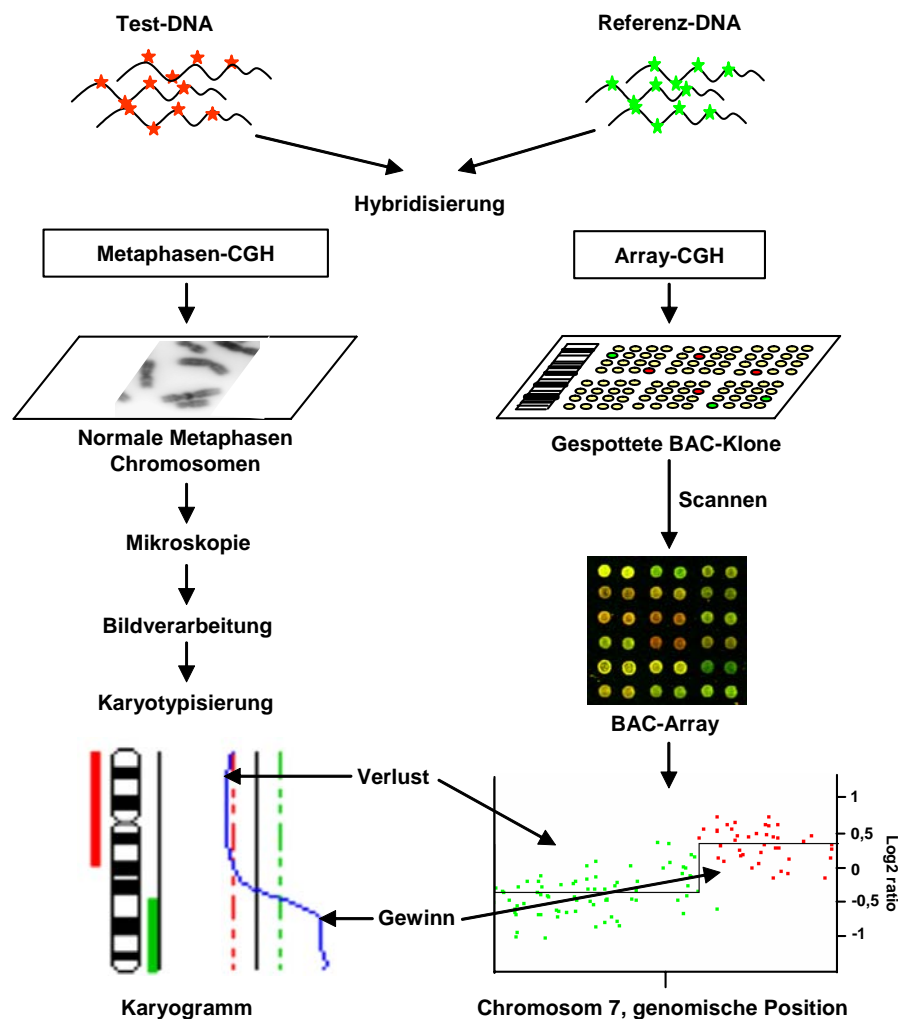 Test-DNA
Referenz-DNA
Hybridisierung
Metaphasen-CGH
Array-CGH
Normale Metaphasen
Chromosomen
Gespottete BAC-Klone
Scannen
Mikroskopie
Bildverarbeitung
Karyotypisierung
BAC-Array
Verlust
Gewinn
1
0,5
0
-0,5
-1
Log2 ratio
Karyogramm
Chromosom 7, genomische Position